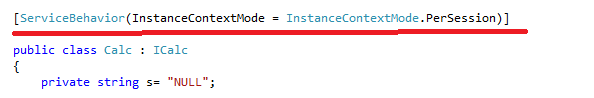 [ServiceBehavior(InstanceContextMode = InstanceContextMode.PerSession)]
public class Calc : ICalc
{
private string s= "NULL";